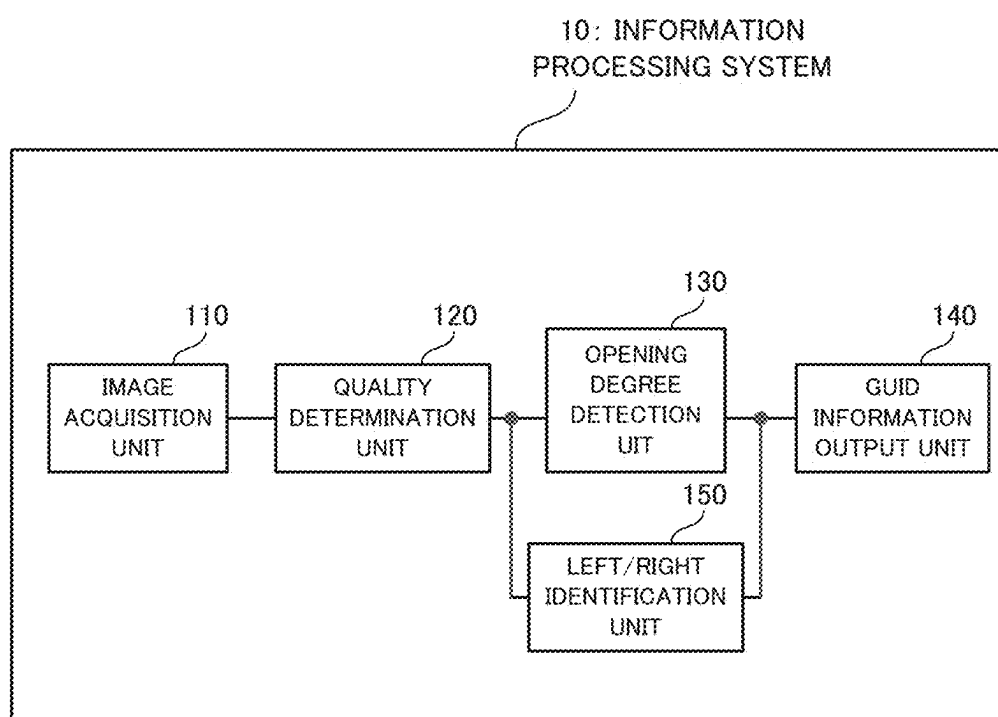 10: INFORMATION
PROCESSING SYSTEM
110
IMAGE
ACQUISITION
UNIT
120
QUALITY
DETERMINATION
UNIT
130
OPENING
DEGREE
DETECTION
UIT
140
GUID
INFORMATION
OUTPUT UNIT
150
LEFT/RIGHT
IDENTIFICATION
UNIT